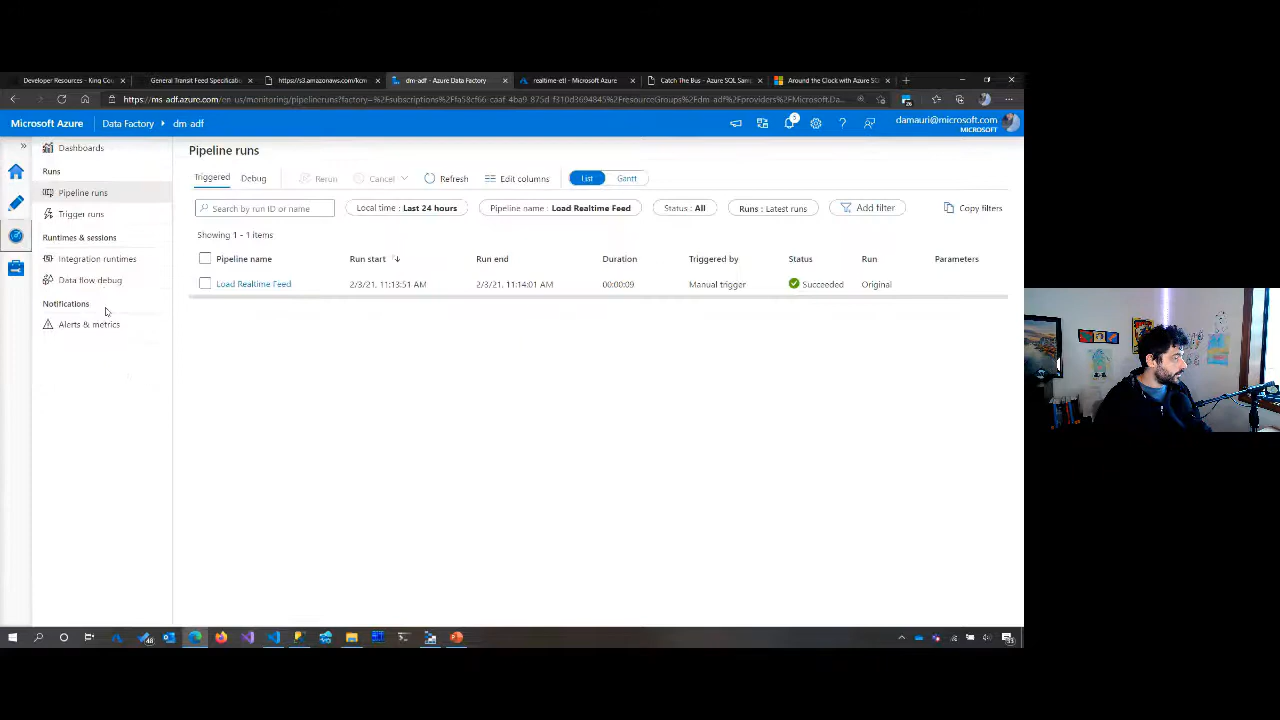 Developer Resources - King Cou
General Transit Feed Specificatio
https://s3.amazonaws.com/kcm
dm-adf - Azure Data Factory
realtime-etl - Microsoft Azure
Catch The Bus - Azure SQL Sam
Around the Clock with Azure SQ
Microsoft Azure
Data Factory
dm adf
damauri@microsoft.com
MICROSOFT
Dashboards
Runs
Pipeline runs
Trigger runs
Runtimes & sessions
Integration runtimes
Data flow debug
Notifications
Alerts & metrics
Pipeline runs
Triggered
Debug
Rerun
Cancel
Refresh
Edit columns
List
Gantt
Search by run ID or name
Local time : Last 24 hours
Pipeline name : Load Realtime Feed
Status : All
Runs : Latest runs
Add filter
Copy filters
Showing 1 - 1 items
Pipeline name Run start Run end Duration Triggered by Status Run Parameters
Load Realtime Feed 2/3/21, 11:13:51 AM 2/3/21, 11:14:01 AM 00:00:09 Manual trigger Succeeded Original